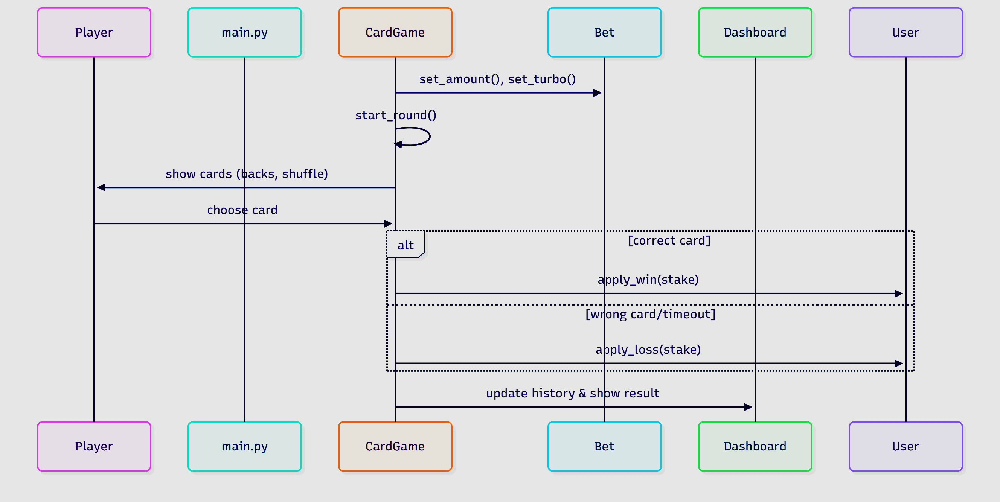 Player
main.py
CardGame
Bet
Dashboard
User
set_amount(), set_turbo()
start_round()
show cards (backs, shuffle)
choose card
alt
[correct card]
apply_win(stake)
[wrong card/timeout]
apply_loss(stake)
update history & show result
Player
main.py
CardGame
Bet
Dashboard
User